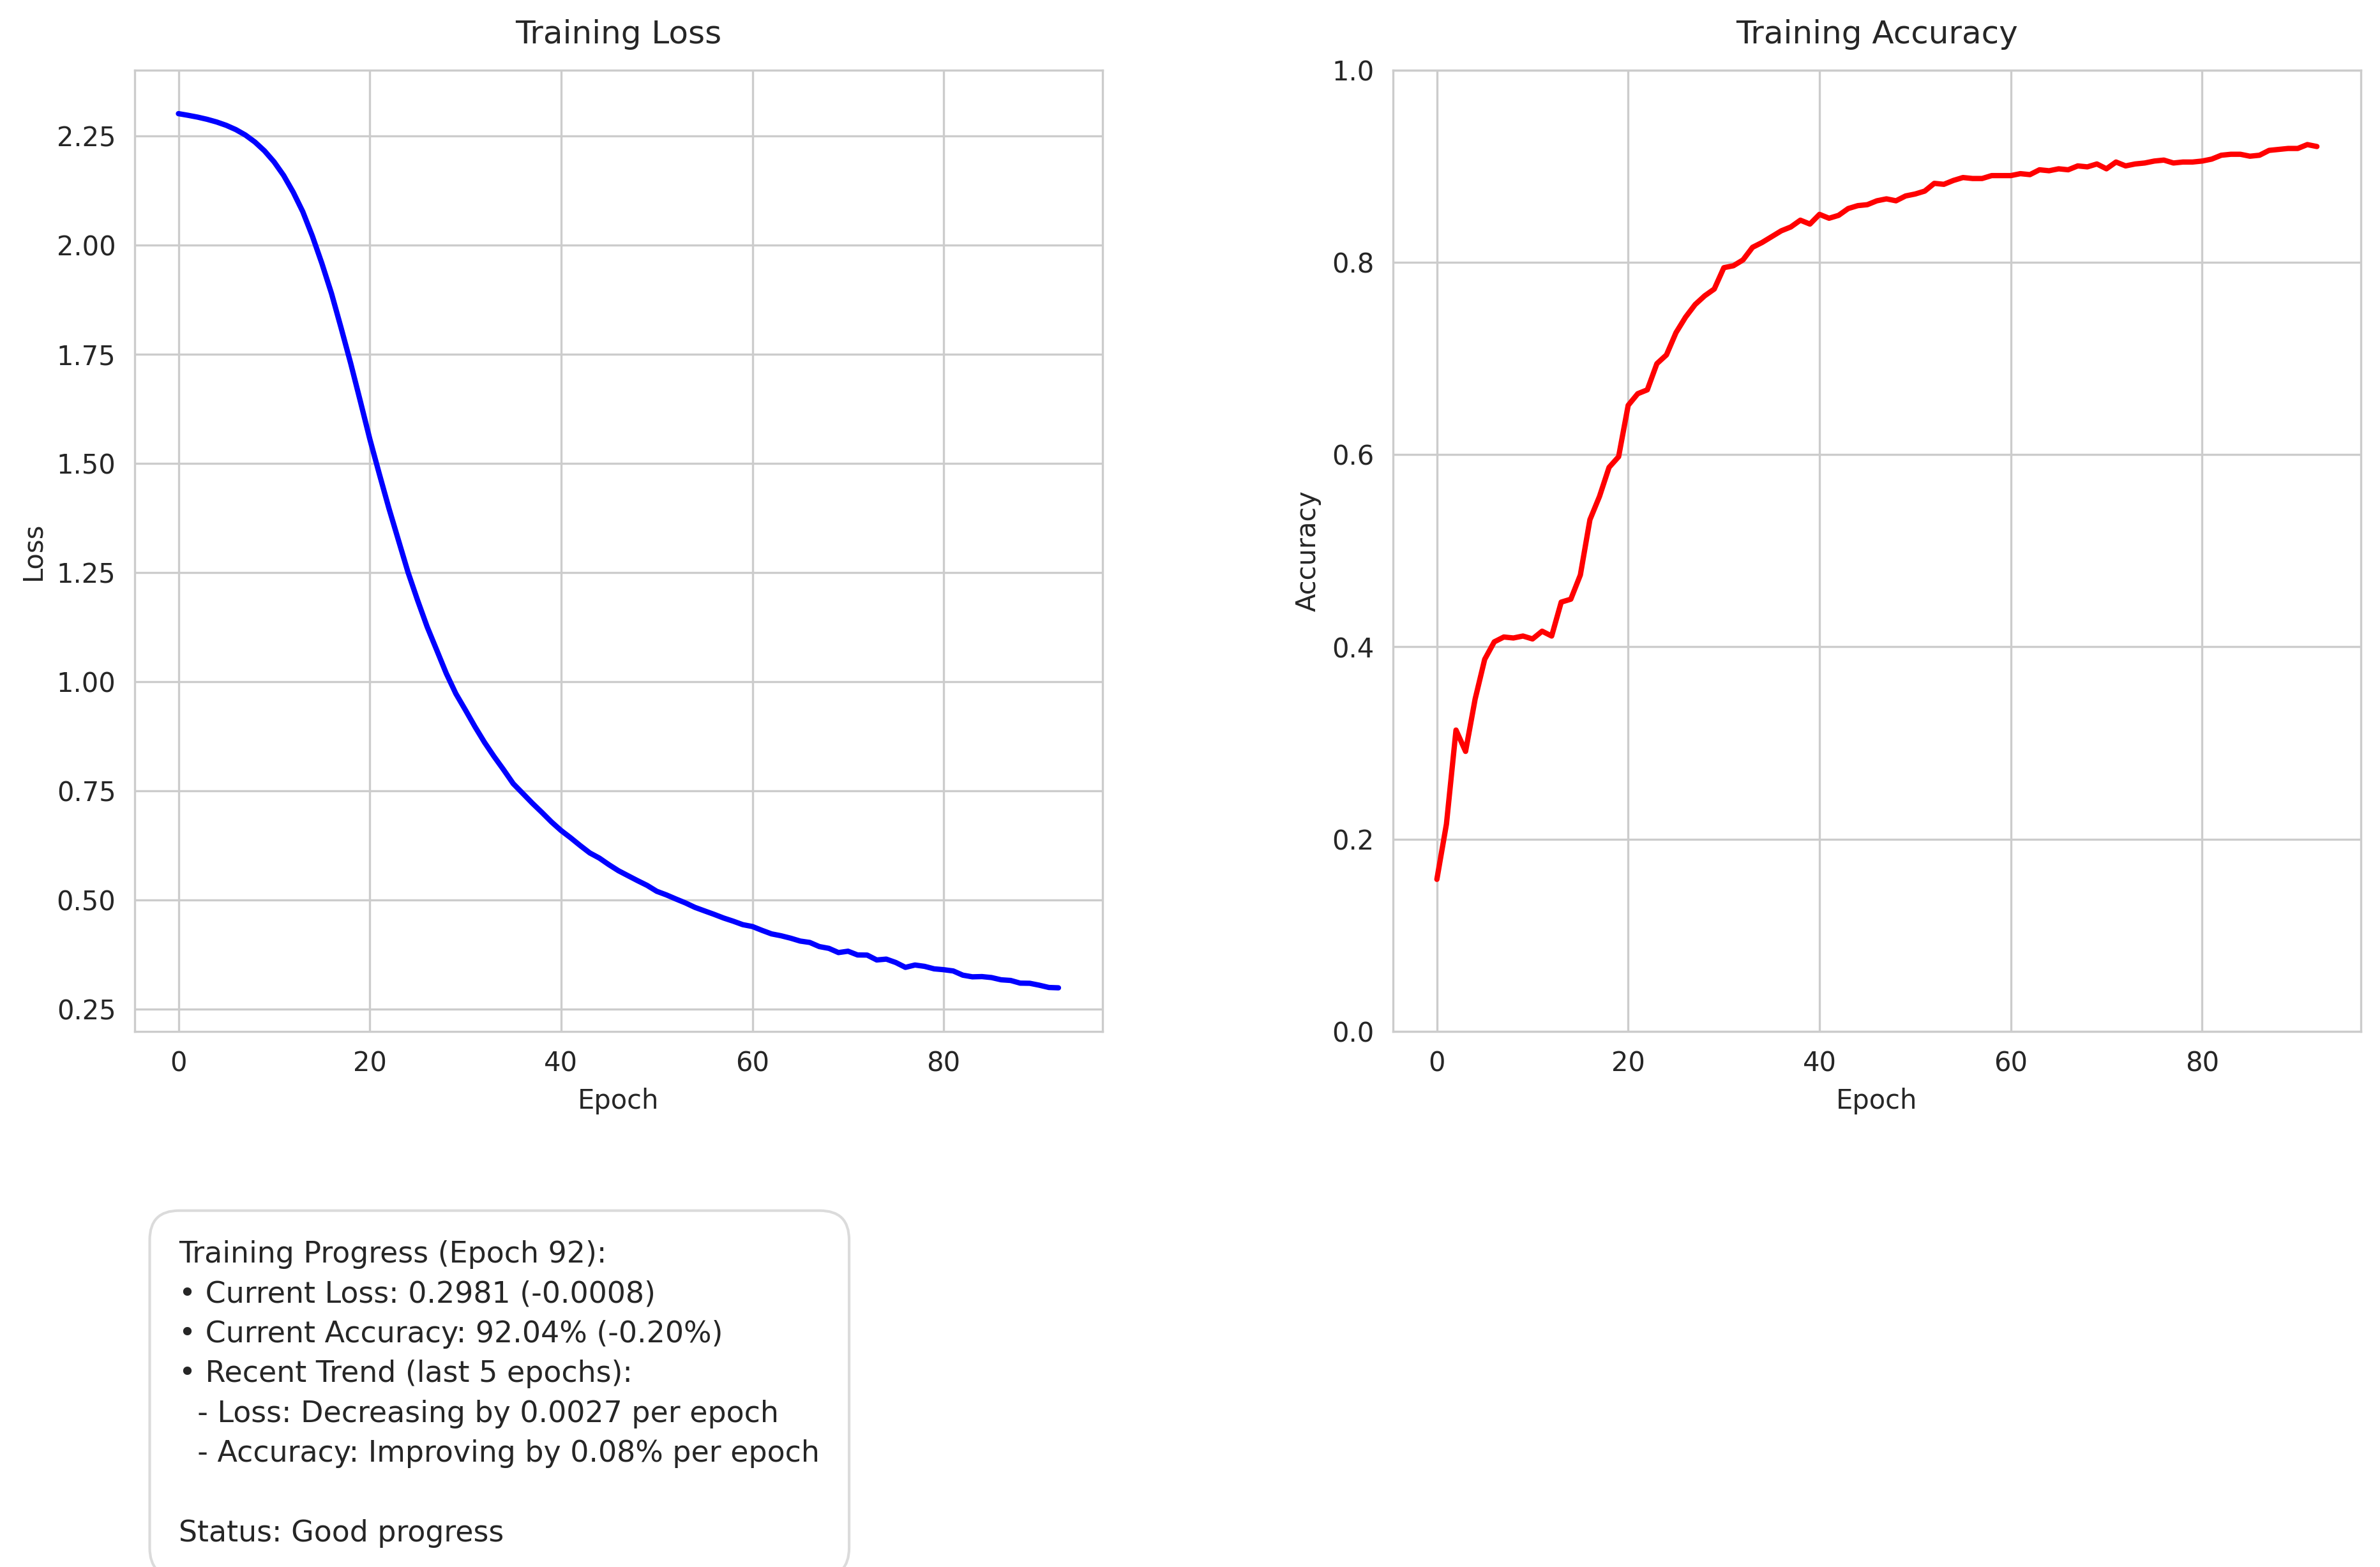 Training Loss
2.25
2.00
1.75
1.50
1.25
1.00
0.75
0.50
0.25
Loss
0 20 40 60 80
Epoch
Training Accuracy
1.0
0.8
0.6
0.4
0.2
0.0
Accuracy
0 20 40 60 80
Epoch
Training Progress (Epoch 92):
• Current Loss: 0.2981 (-0.0008)
• Current Accuracy: 92.04% (-0.20%)
• Recent Trend (last 5 epochs):
- Loss: Decreasing by 0.0027 per epoch
- Accuracy: Improving by 0.08% per epoch
Status: Good progress